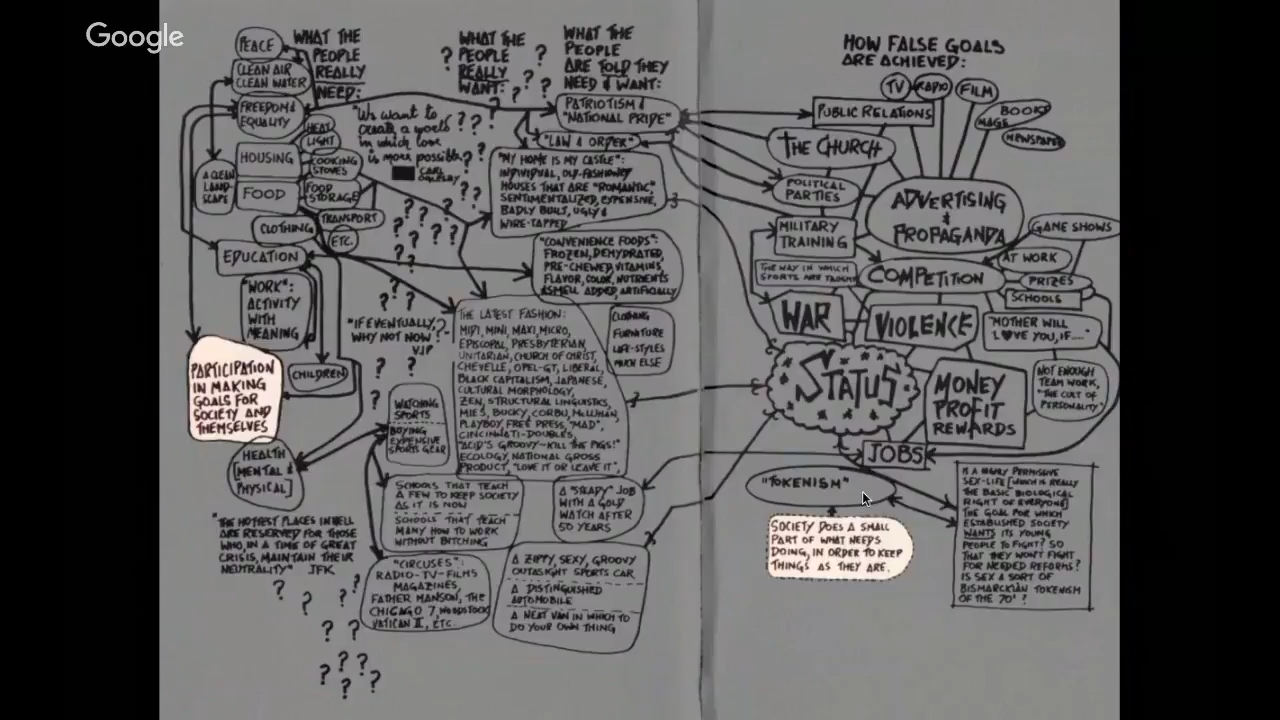 Google
WHAT THE
PEOPLE
REALLY
NEED:
PEACE
CLEAN AIR
CLEAN WATER
FREEDOM &
EQUALITY
HEAT
LIGHT
HOUSING
COOKING
STOVES
A CLEAN
LAND-
SCAPE
FOOD
FOOD
STORAGE
TRANSPORT
CLOTHING
ETC.
EDUCATION
"WORK":
ACTIVITY
WITH
MEANING
CHILDREN
PARTICIPATION
IN MAKING
GOALS FOR
SOCIETY AND
THEMSELVES
HEALTH
[MENTAL &
PHYSICAL]
"THE HOTTEST PLACES IN HELL
ARE RESERVED FOR THOSE
WHO, IN A TIME OF GREAT
CRISIS, MAINTAIN THEIR
NEUTRALITY" JFK
"We want to
create a world
in which love
is more possible"
CARL
OGLESBY
"IF EVENTUALLY,
WHY NOT NOW?"
VJP
WHAT THE
PEOPLE
REALLY
WANT:
WHAT THE
PEOPLE
ARE TOLD THEY
NEED & WANT:
PATRIOTISM &
"NATIONAL PRIDE"
"LAW & ORDER"
"MY HOME IS MY CASTLE":
INDIVIDUAL, OLD-FASHIONED
HOUSES THAT ARE "ROMANTIC",
SENTIMENTALIZED, EXPENSIVE,
BADLY BUILT, UGLY &
WIRE-TAPPED
"CONVENIENCE FOODS":
FROZEN, DEHYDRATED,
PRE-CHEWED, VITAMINS,
FLAVOR, COLOR, NUTRIENTS
& SMELL ADDED, ARTIFICIALLY
THE LATEST FASHION:
MIDI, MINI, MAXI, MICRO,
EPISCOPAL, PRESBYTERIAN
UNITARIAN, CHURCH OF CHRIST,
CHEVELLE, OPEL-GT, LIBERAL,
BLACK CAPITALISM, JAPANESE,
CULTURAL MORPHOLOGY,
ZEN, STRUCTURAL LINGUISTICS,
MIES, BUCKY, CORBU, McLUHAN,
PLAYBOY, FREE PRESS, "MAD",
CINCINNATI-DOUBLES,
"ACID'S GROOVY-KILL THE PIGS!"
ECOLOGY, NATIONAL GROSS
PRODUCT, "LOVE IT OR LEAVE IT",
CLOTHING
FURNITURE
LIFE-STYLES
MUCH ELSE
WATCHING
SPORTS
BUYING
EXPENSIVE
SPORTS GEAR
SCHOOLS THAT TEACH
A FEW TO KEEP SOCIETY
AS IT IS NOW
SCHOOLS THAT TEACH
MANY HOW TO WORK
WITHOUT BITCHING
"CIRCUSES":
RADIO-TV-FILMS
MAGAZINES,
FATHER MANSON, THE
CHICAGO 7, WOODSTOCK
VATICAN II, ETC.
A "STEADY" JOB
WITH A GOLD
WATCH AFTER
50 YEARS
A ZIPPY, SEXY, GROOVY
OUTASIGHT SPORTS CAR
A DISTINGUISHED
AUTOMOBILE
A NEAT VAN IN WHICH TO
DO YOUR OWN THING
HOW FALSE GOALS
ARE ACHIEVED:
TV
RADIO
FILM
BOOKS
MAGS
NEWSPAPER
PUBLIC RELATIONS
THE CHURCH
POLITICAL
PARTIES
ADVERTISING
&
PROPAGANDA
MILITARY
TRAINING
THE WAY IN WHICH
SPORTS ARE TAUGHT
COMPETITION
GAME SHOWS
AT WORK
PRIZES
SCHOOLS
WAR
VIOLENCE
"MOTHER WILL
LOVE YOU, IF...."
STATUS
MONEY
PROFIT
REWARDS
NOT ENOUGH
TEAM WORK,
"THE CULT OF
PERSONALITY"
JOBS
"TOKENISM"
SOCIETY DOES A SMALL
PART OF WHAT NEEDS
DOING, IN ORDER TO KEEP
THINGS AS THEY ARE.
IS A HIGHLY PERMISSIVE
SEX-LIFE [WHICH IS REALLY
THE BASIC BIOLOGICAL
RIGHT OF EVERYONE]
THE GOAL FOR WHICH
ESTABLISHED SOCIETY
WANTS ITS YOUNG
PEOPLE TO FIGHT? SO
THAT THEY WON'T FIGHT
FOR NEEDED REFORMS?
IS SEX A SORT OF
BISMARCKIAN TOKENISM
OF THE 70'S?